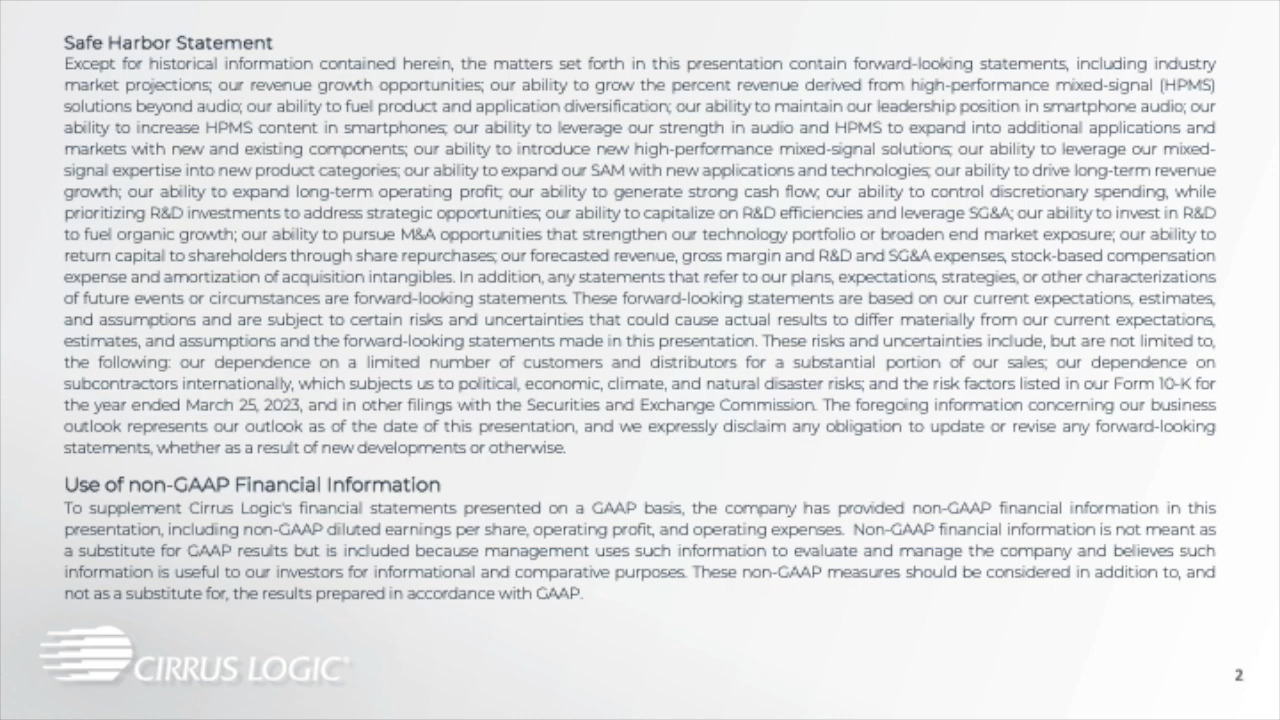 Safe Harbor Statement
Except for historical information contained herein, the matters set forth in this presentation contain forward-looking statements, including industry
market projections; our revenue growth opportunities; our ability to grow the percent revenue derived from high-performance mixed-signal (HPMS)
solutions beyond audio; our ability to fuel product and application diversification; our ability to maintain our leadership position in smartphone audio; our
ability to increase HPMS content in smartphones; our ability to leverage our strength in audio and HPMS to expand into additional applications and
markets with new and existing components; our ability to introduce new high-performance mixed-signal solutions; our ability to leverage our mixed-
signal expertise into new product categories; our ability to expand our SAM with new applications and technologies; our ability to drive long-term revenue
growth; our ability to expand long-term operating profit; our ability to generate strong cash flow; our ability to control discretionary spending, while
prioritizing R&D investments to address strategic opportunities; our ability to capitalize on R&D efficiencies and leverage SG&A; our ability to invest in R&D
to fuel organic growth; our ability to pursue M&A opportunities that strengthen our technology portfolio or broaden end market exposure; our ability to
return capital to shareholders through share repurchases; our forecasted revenue, gross margin and R&D and SG&A expenses, stock-based compensation
expense and amortization of acquisition intangibles. In addition, any statements that refer to our plans, expectations, strategies, or other characterizations
of future events or circumstances are forward-looking statements. These forward-looking statements are based on our current expectations, estimates,
and assumptions and are subject to certain risks and uncertainties that could cause actual results to differ materially from our current expectations,
estimates, and assumptions and the forward-looking statements made in this presentation. These risks and uncertainties include, but are not limited to,
the following: our dependence on a limited number of customers and distributors for a substantial portion of our sales; our dependence on
subcontractors internationally, which subjects us to political, economic, climate, and natural disaster risks; and the risk factors listed in our Form 10-K for
the year ended March 25, 2023, and in other filings with the Securities and Exchange Commission. The foregoing information concerning our business
outlook represents our outlook as of the date of this presentation, and we expressly disclaim any obligation to update or revise any forward-looking
statements, whether as a result of new developments or otherwise.
Use of non-GAAP Financial Information
To supplement Cirrus Logic's financial statements presented on a GAAP basis, the company has provided non-GAAP financial information in this
presentation, including non-GAAP diluted earnings per share, operating profit, and operating expenses. Non-GAAP financial information is not meant as
a substitute for GAAP results but is included because management uses such information to evaluate and manage the company and believes such
information is useful to our investors for informational and comparative purposes. These non-GAAP measures should be considered in addition to, and
not as a substitute for, the results prepared in accordance with GAAP.
CIRRUS LOGIC®
2